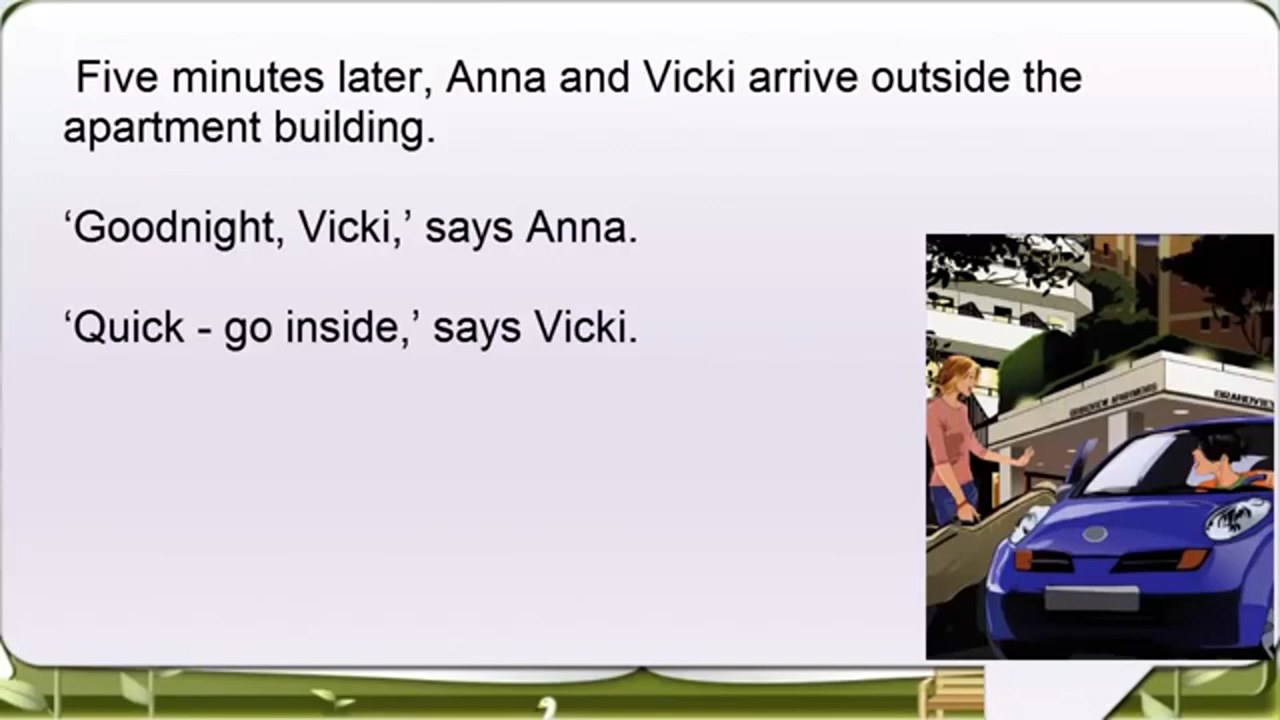 Five minutes later, Anna and Vicki arrive outside the
apartment building.
‘Goodnight, Vicki,’ says Anna.
‘Quick - go inside,’ says Vicki.